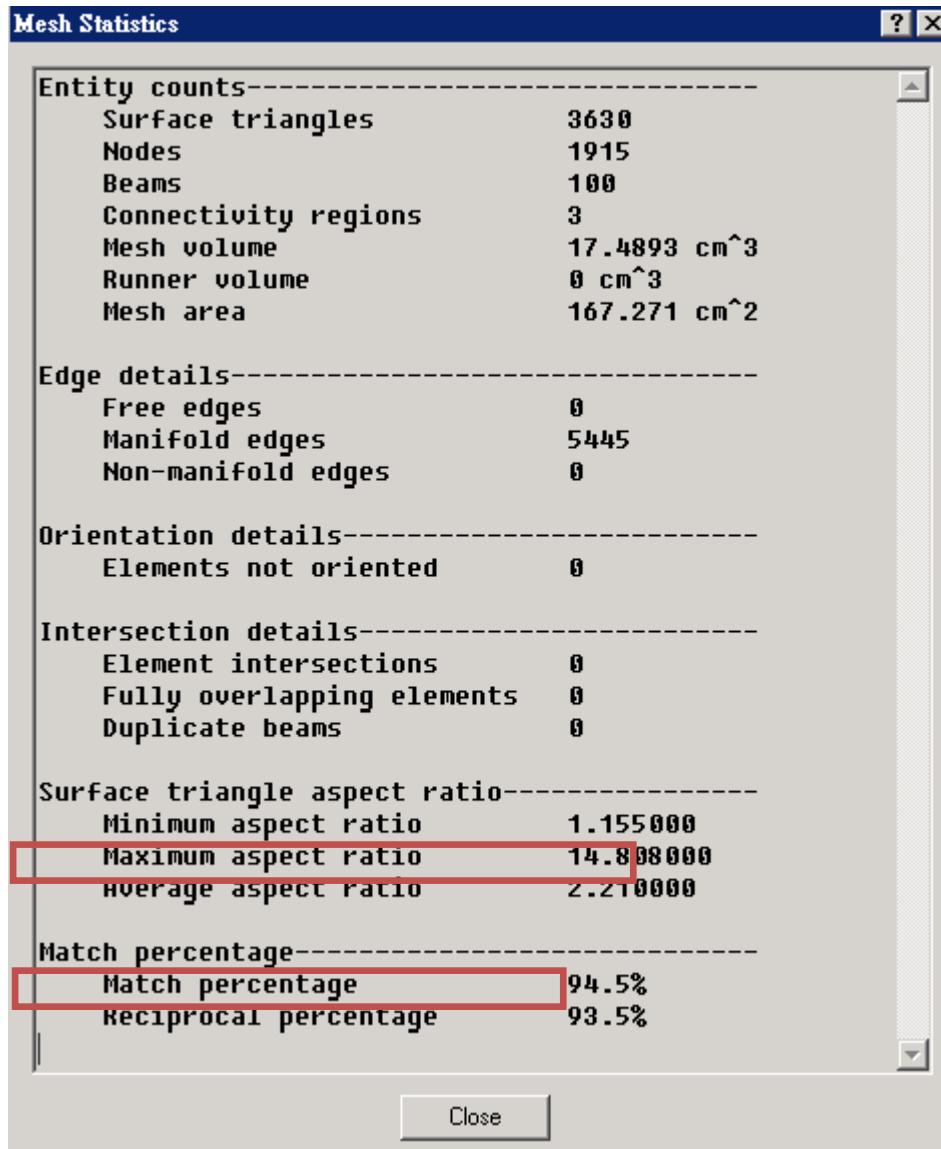 Mesh Statistics
Entity counts--------------------------------
Surface triangles 3630
Nodes 1915
Beams 100
Connectivity regions 3
Mesh volume 17.4893 cm^3
Runner volume 0 cm^3
Mesh area 167.271 cm^2
Edge details---------------------------------
Free edges 0
Manifold edges 5445
Non-manifold edges 0
Orientation details--------------------------
Elements not oriented 0
Intersection details-------------------------
Element intersections 0
Fully overlapping elements 0
Duplicate beams 0
Surface triangle aspect ratio----------------
Minimum aspect ratio 1.155000
Maximum aspect ratio 14.808000
Average aspect ratio 2.210000
Match percentage-----------------------------
Match percentage 94.5%
Reciprocal percentage 93.5%
Close